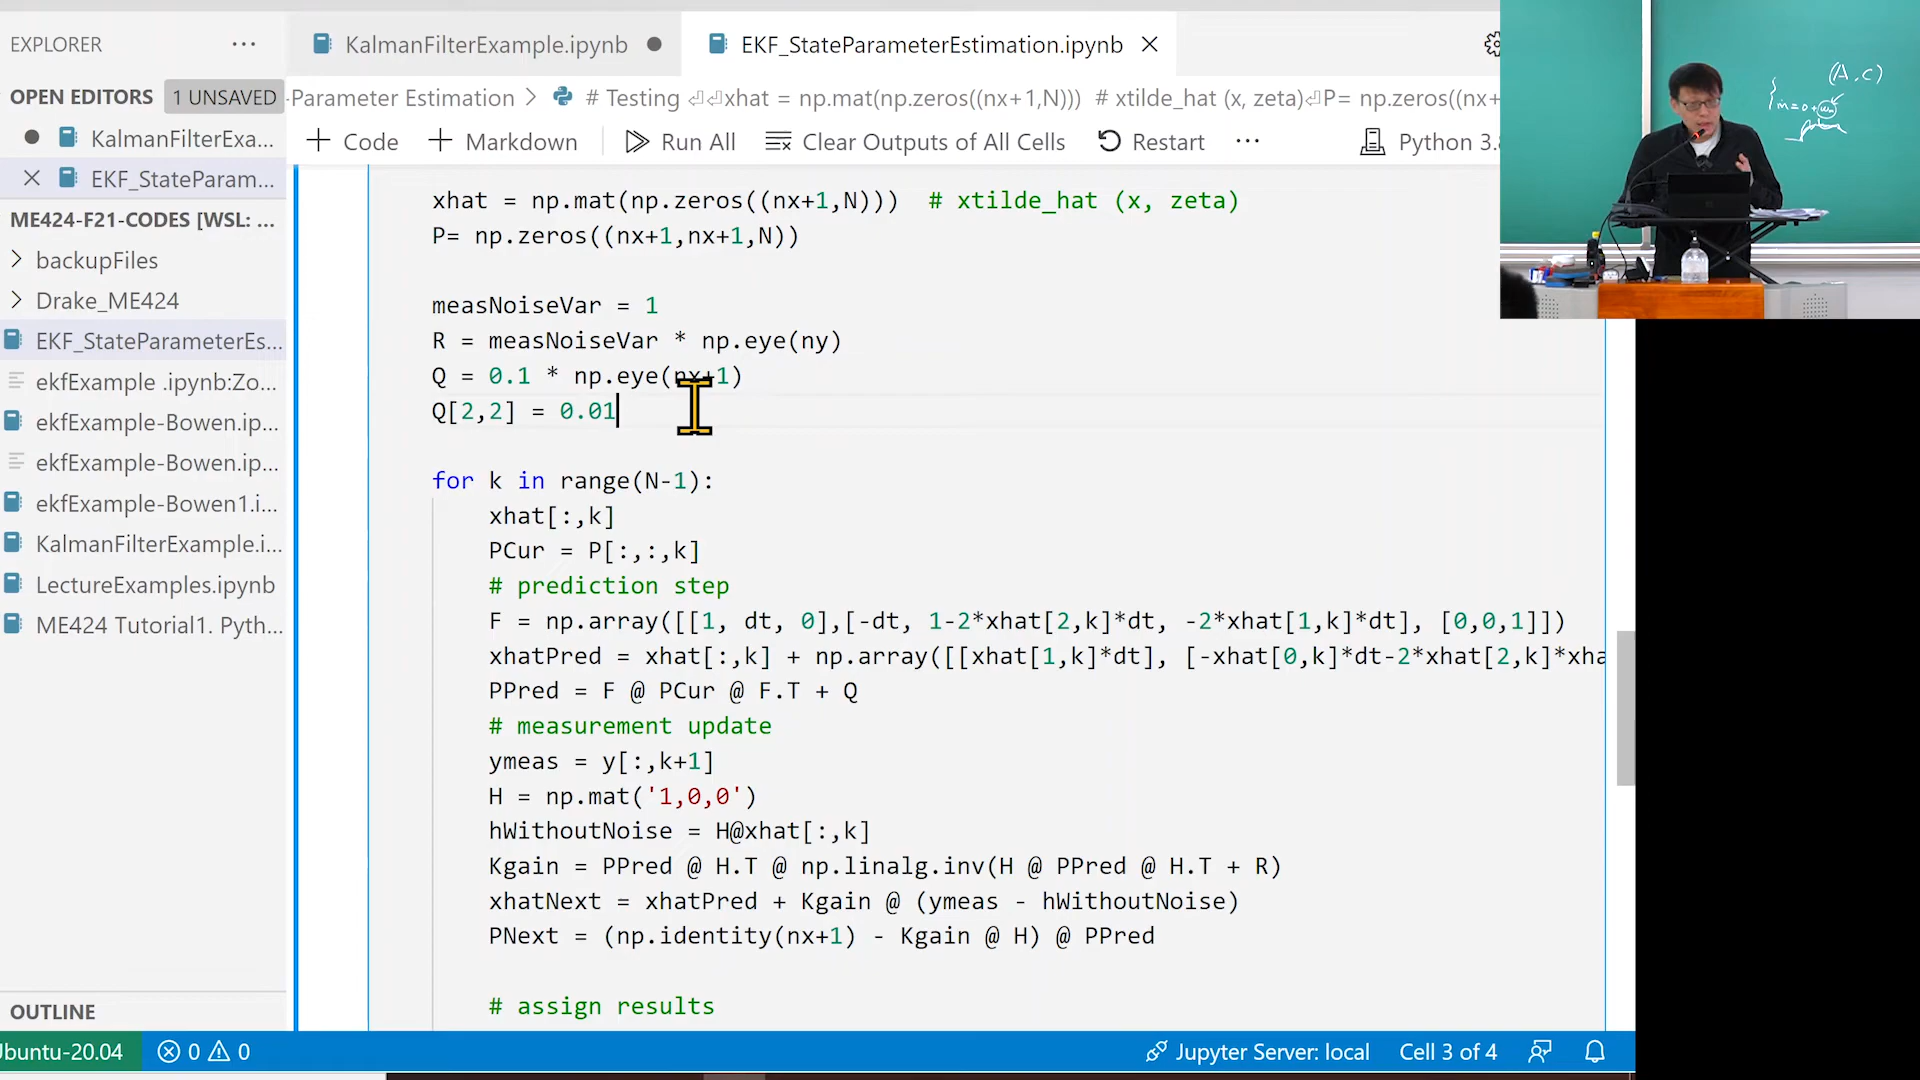 EXPLORER
OPEN EDITORS 1 UNSAVED
KalmanFilterExa...
EKF_StateParam...
ME424-F21-CODES [WSL: ...
backupFiles
Drake_ME424
EKF_StateParameterEs...
ekfExample .ipynb:Zo...
ekfExample-Bowen.ip...
ekfExample-Bowen.ip...
ekfExample-Bowen1.i...
KalmanFilterExample.i...
LectureExamples.ipynb
ME424 Tutorial1. Pyth...
OUTLINE
KalmanFilterExample.ipynb
EKF_StateParameterEstimation.ipynb
-Parameter Estimation > # Testing ⏎⏎xhat = np.mat(np.zeros((nx+1,N))) # xtilde_hat (x, zeta)⏎P= np.zeros((nx+
Code Markdown Run All Clear Outputs of All Cells Restart ... Python 3.8
xhat = np.mat(np.zeros((nx+1,N))) # xtilde_hat (x, zeta)
P= np.zeros((nx+1,nx+1,N))
measNoiseVar = 1
R = measNoiseVar * np.eye(ny)
Q = 0.1 * np.eye(nx+1)
Q[2,2] = 0.01
for k in range(N-1):
xhat[:,k]
PCur = P[:,:,k]
# prediction step
F = np.array([[1, dt, 0],[-dt, 1-2*xhat[2,k]*dt, -2*xhat[1,k]*dt], [0,0,1]])
xhatPred = xhat[:,k] + np.array([[xhat[1,k]*dt], [-xhat[0,k]*dt-2*xhat[2,k]*xha
PPred = F @ PCur @ F.T + Q
# measurement update
ymeas = y[:,k+1]
H = np.mat('1,0,0')
hWithoutNoise = H@xhat[:,k]
Kgain = PPred @ H.T @ np.linalg.inv(H @ PPred @ H.T + R)
xhatNext = xhatPred + Kgain @ (ymeas - hWithoutNoise)
PNext = (np.identity(nx+1) - Kgain @ H) @ PPred
# assign results
Ubuntu-20.04 0 0 Jupyter Server: local Cell 3 of 4
(A, C)